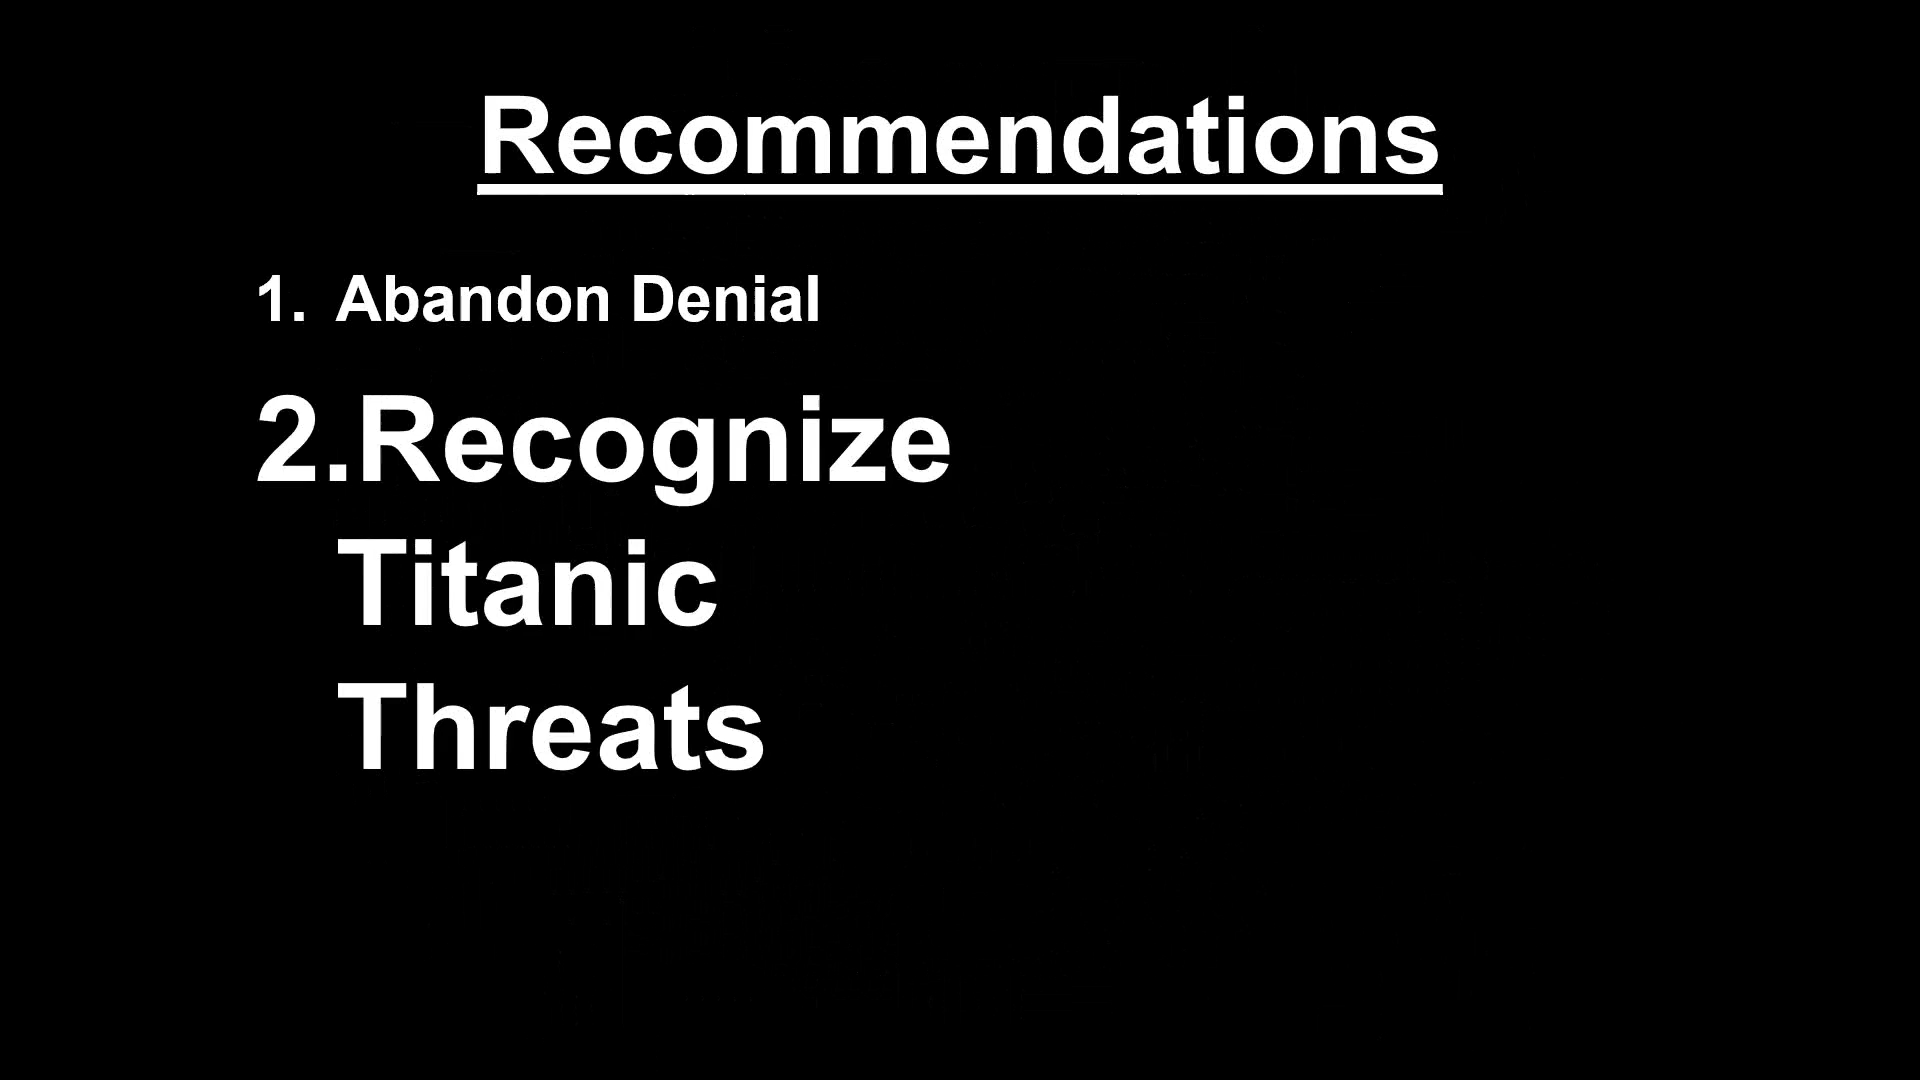 Recommendations
1. Abandon Denial
2.Recognize
Titanic
Threats